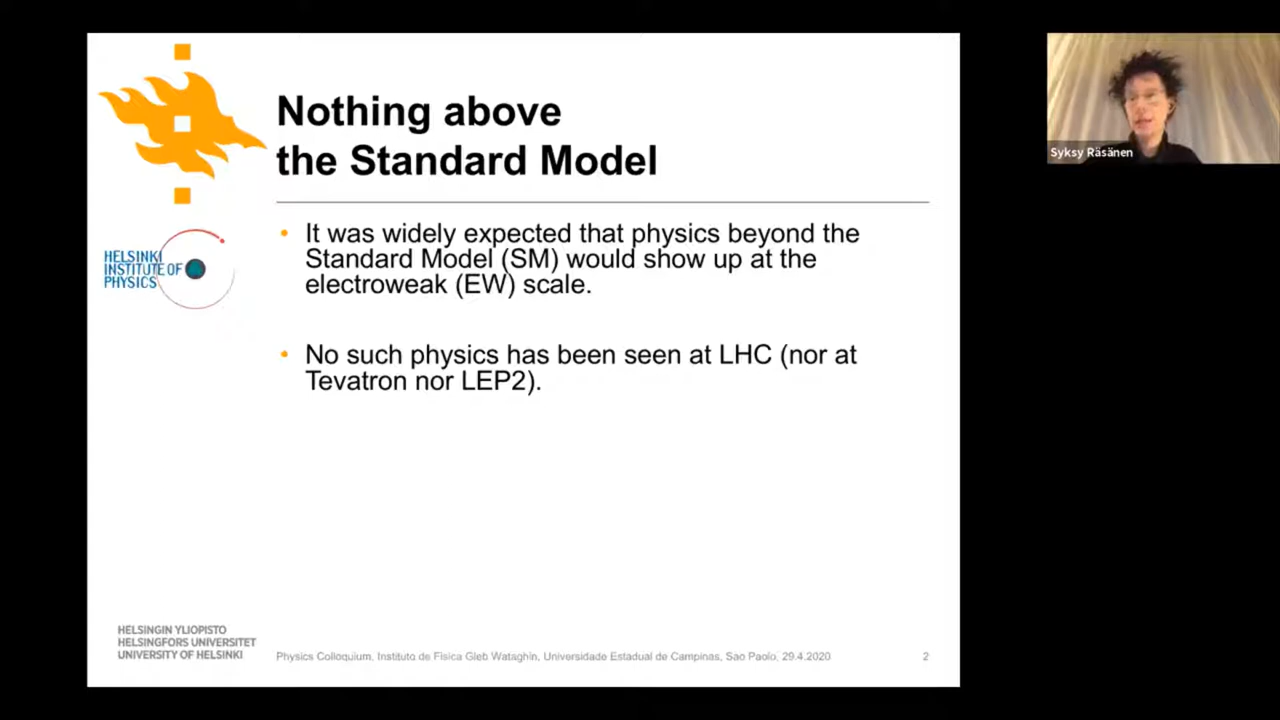 Nothing above
the Standard Model
• It was widely expected that physics beyond the
Standard Model (SM) would show up at the
electroweak (EW) scale.
• No such physics has been seen at LHC (nor at
Tevatron nor LEP2).
HELSINKI
INSTITUTE OF
PHYSICS
HELSINGIN YLIOPISTO
HELSINGFORS UNIVERSITET
UNIVERSITY OF HELSINKI
Physics Colloquium, Instituto de Física Gleb Wataghin, Universidade Estadual de Campinas, Sao Paolo, 29.4.2020
2
Syksy Räsänen